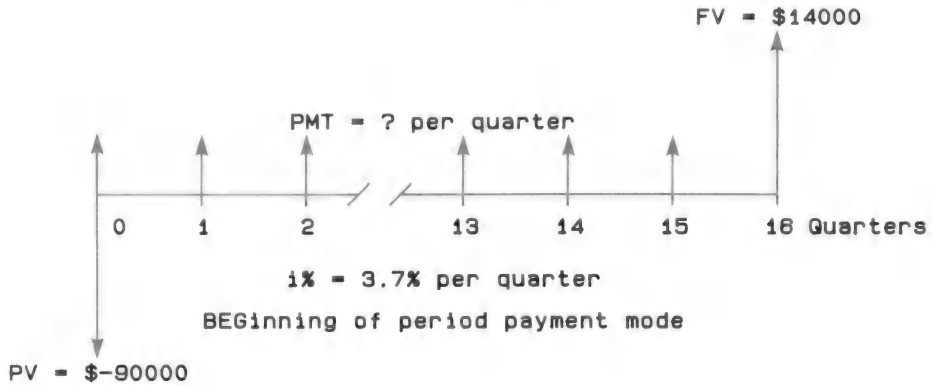 FV = $14000
PMT = ? per quarter
0 1 2 13 14 15 16 Quarters
i% = 3.7% per quarter
BEGinning of period payment mode
PV = $-90000